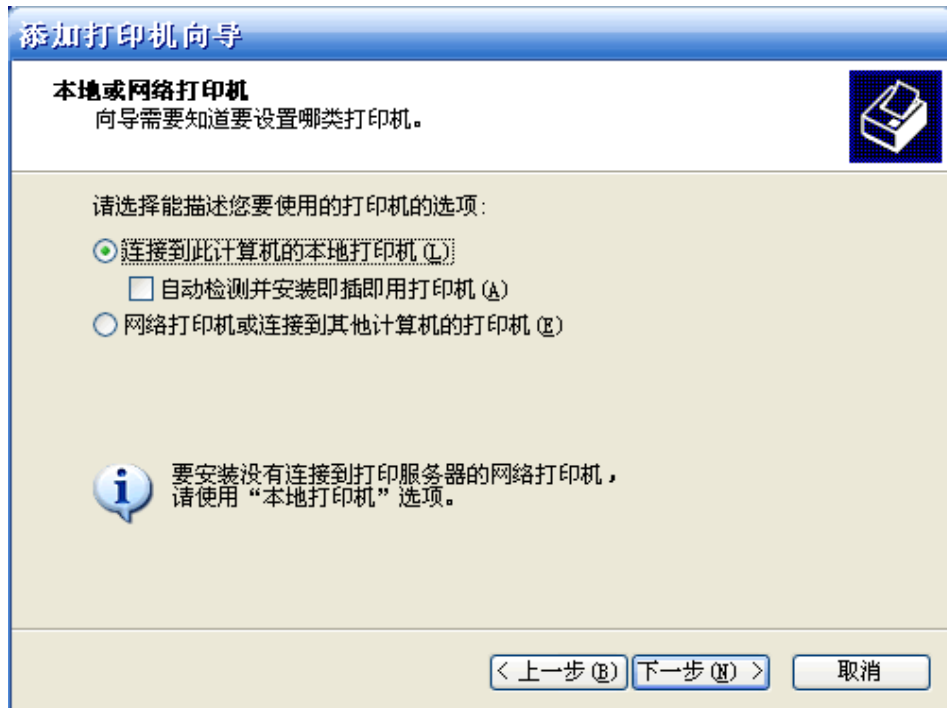 添加打印机向导
本地或网络打印机
向导需要知道要设置哪类打印机。
请选择能描述您要使用的打印机的选项:
连接到此计算机的本地打印机(L)
自动检测并安装即插即用打印机(A)
网络打印机或连接到其他计算机的打印机(E)
要安装没有连接到打印服务器的网络打印机，
请使用“本地打印机”选项。
< 上一步(B) 下一步(N) > 取消